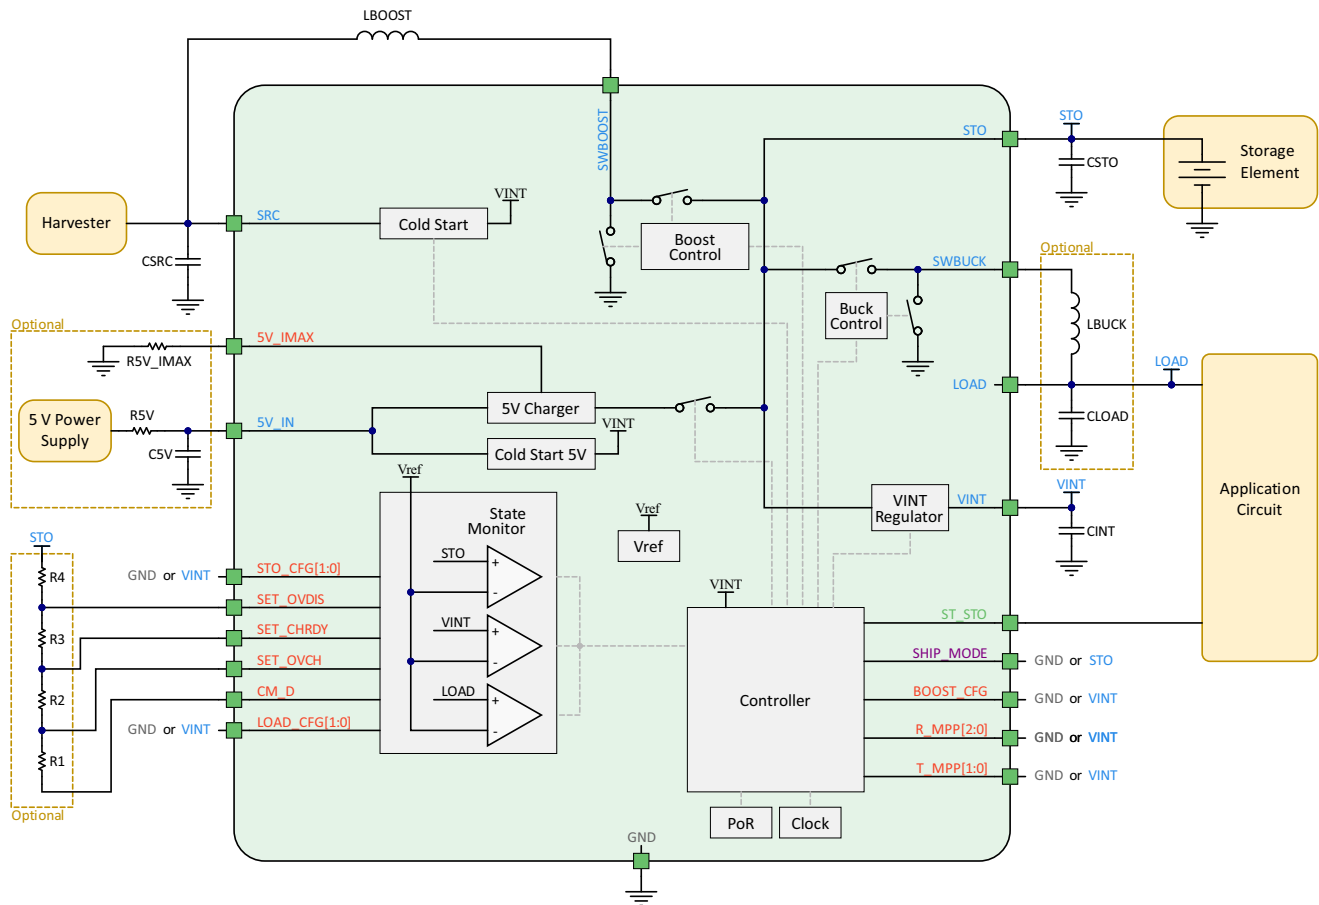 LBOOST
SWBOOST
STO
STO
CSTO
Storage
Element
Harvester
SRC
Cold Start
VINT
CSRC
Boost
Control
Optional
SWBUCK
LBUCK
Buck
Control
Optional
5V_IMAX
R5V_IMAX
LOAD
LOAD
CLOAD
5 V Power
Supply
R5V
C5V
5V_IN
5V Charger
Cold Start 5V
VINT
Vref
State
Monitor
Vref
Vref
VINT
Regulator
VINT
VINT
CINT
Application
Circuit
STO
R4
R3
R2
R1
Optional
GND or VINT
STO_CFG[1:0]
SET_OVDIS
SET_CHRDY
SET_OVCH
CM_D
GND or VINT
LOAD_CFG[1:0]
STO
+
-
VINT
+
-
LOAD
+
-
VINT
Controller
ST_STO
SHIP_MODE
GND or STO
BOOST_CFG
GND or VINT
R_MPP[2:0]
GND or VINT
T_MPP[1:0]
GND or VINT
PoR
Clock
GND